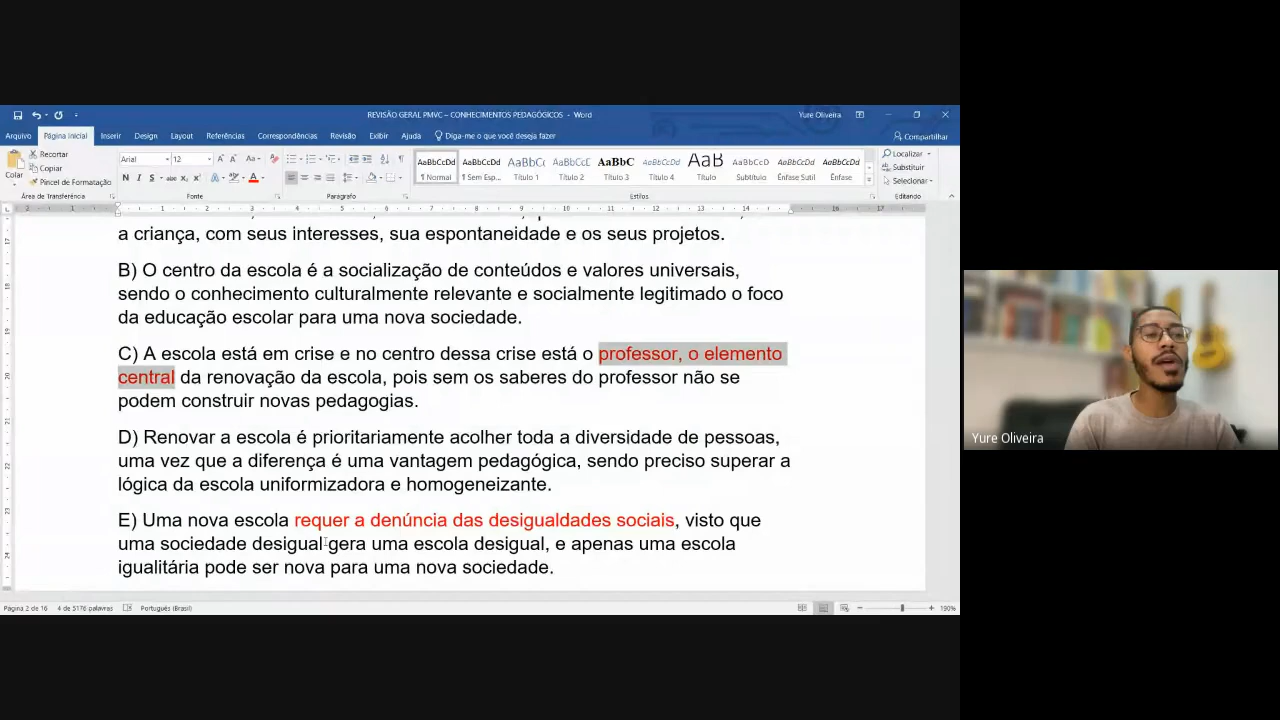 REVISÃO GERAL PMVC – CONHECIMENTOS PEDAGÓGICOS - Word
Yure Oliveira
Arquivo Página Inicial Inserir Design Layout Referências Correspondências Revisão Exibir Ajuda Diga-me o que você deseja fazer Compartilhar
Colar
Recortar
Copiar
Pincel de Formatação
Área de Transferência
Arial 12
N I S abc x₂ x²
Fonte
Parágrafo
AaBbCcDd AaBbCcDd AaBbCc AaBbCcC AaBbC AaBbCcDd AaB AaBbCcD AaBbCcDd AaBbCcDd
¶ Normal ¶ Sem Esp... Título 1 Título 2 Título 3 Título 4 Título Subtítulo Ênfase Sutil Ênfase
Estilos
Localizar
Substituir
Selecionar
Editando
a criança, com seus interesses, sua espontaneidade e os seus projetos.
B) O centro da escola é a socialização de conteúdos e valores universais,
sendo o conhecimento culturalmente relevante e socialmente legitimado o foco
da educação escolar para uma nova sociedade.
C) A escola está em crise e no centro dessa crise está o professor, o elemento
central da renovação da escola, pois sem os saberes do professor não se
podem construir novas pedagogias.
D) Renovar a escola é prioritariamente acolher toda a diversidade de pessoas,
uma vez que a diferença é uma vantagem pedagógica, sendo preciso superar a
lógica da escola uniformizadora e homogeneizante.
E) Uma nova escola requer a denúncia das desigualdades sociais, visto que
uma sociedade desigual gera uma escola desigual, e apenas uma escola
igualitária pode ser nova para uma nova sociedade.
Página 2 de 16 4 de 5176 palavras Português (Brasil) 190%
Yure Oliveira